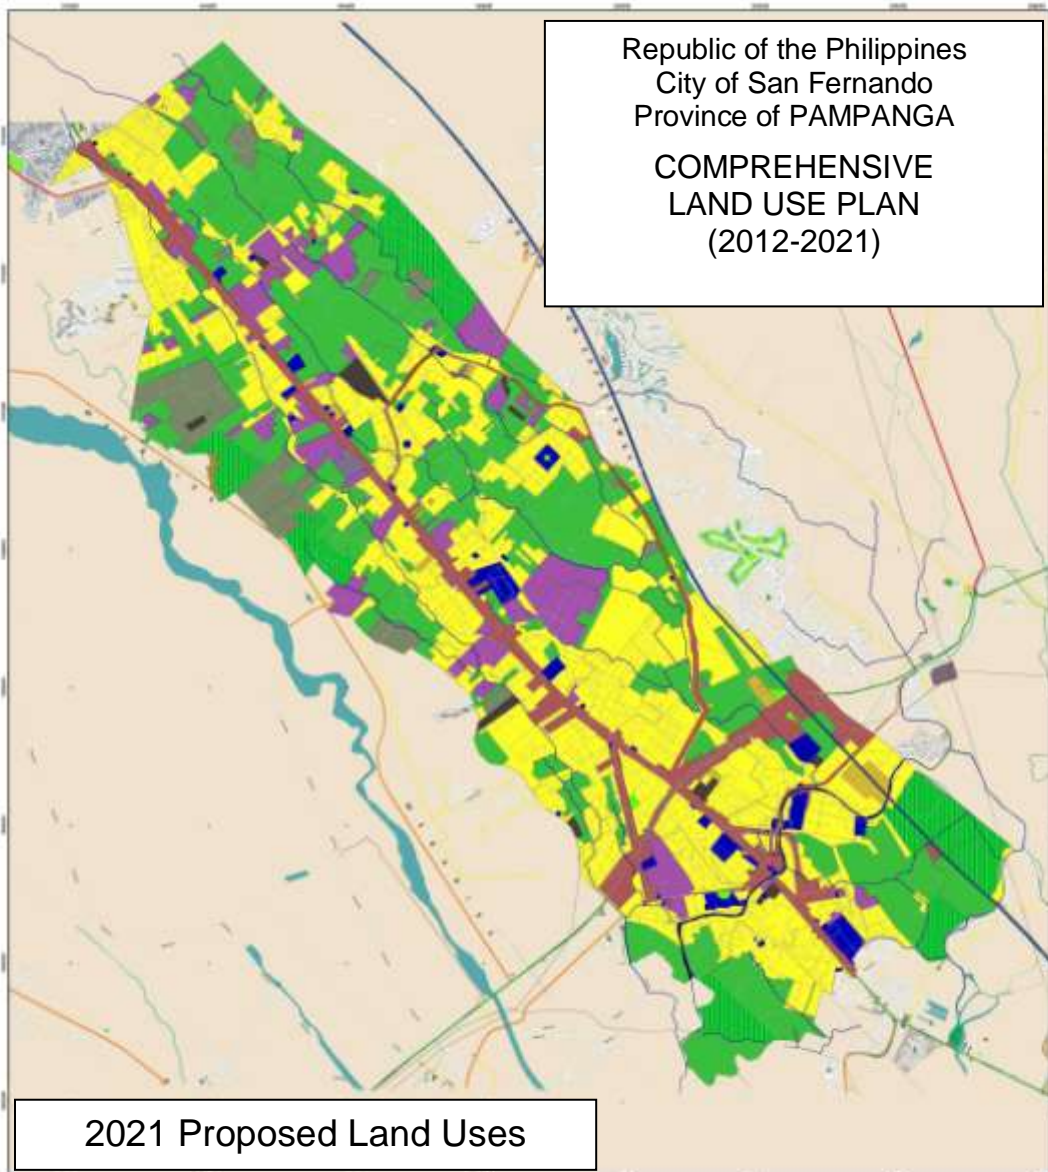 Republic of the Philippines
City of San Fernando
Province of PAMPANGA
COMPREHENSIVE
LAND USE PLAN
(2012-2021)
2021 Proposed Land Uses